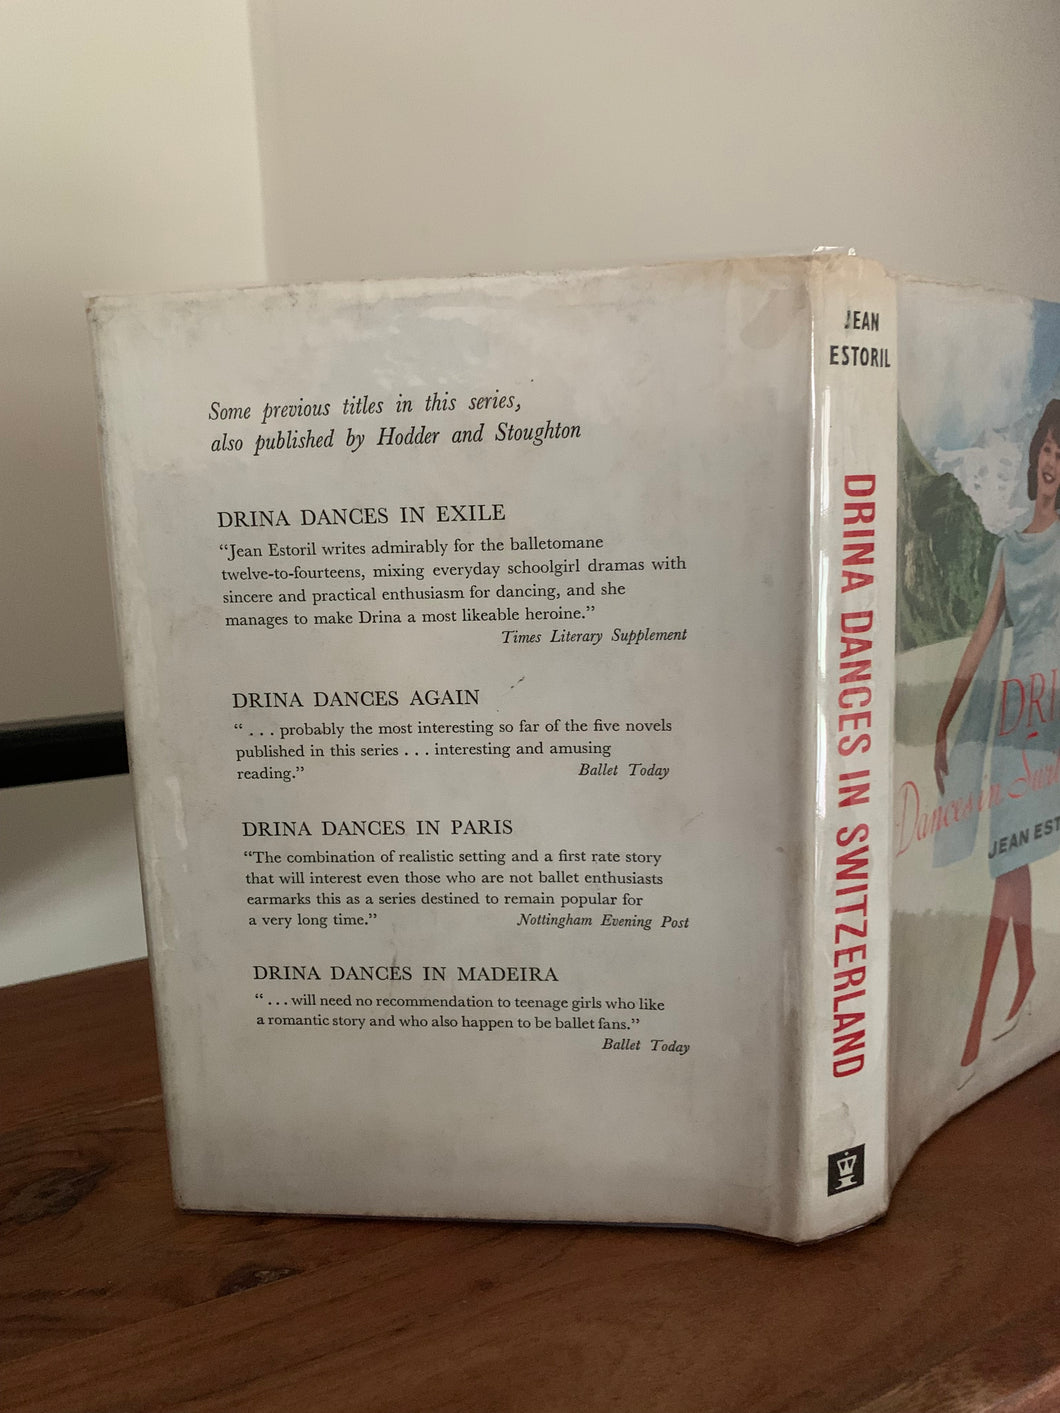 Some previous titles in this series,
also published by Hodder and Stoughton
DRINA DANCES IN EXILE
“Jean Estoril writes admirably for the balletomane
twelve-to-fourteens, mixing everyday schoolgirl dramas with
sincere and practical enthusiasm for dancing, and she
manages to make Drina a most likeable heroine.”
Times Literary Supplement
DRINA DANCES AGAIN
“ . . . probably the most interesting so far of the five novels
published in this series . . . interesting and amusing
reading.” Ballet Today
DRINA DANCES IN PARIS
“The combination of realistic setting and a first rate story
that will interest even those who are not ballet enthusiasts
earmarks this as a series destined to remain popular for
a very long time.” Nottingham Evening Post
DRINA DANCES IN MADEIRA
“ . . . will need no recommendation to teenage girls who like
a romantic story and who also happen to be ballet fans.”
Ballet Today
JEAN
ESTORIL
DRINA DANCES IN SWITZERLAND
DRI
Dances in Swit
JEAN EST